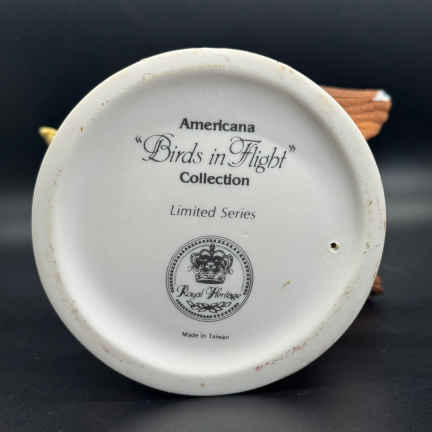 Americana
"Birds in Flight"
Collection
Limited Series
Royal Heritage
Made in Taiwan